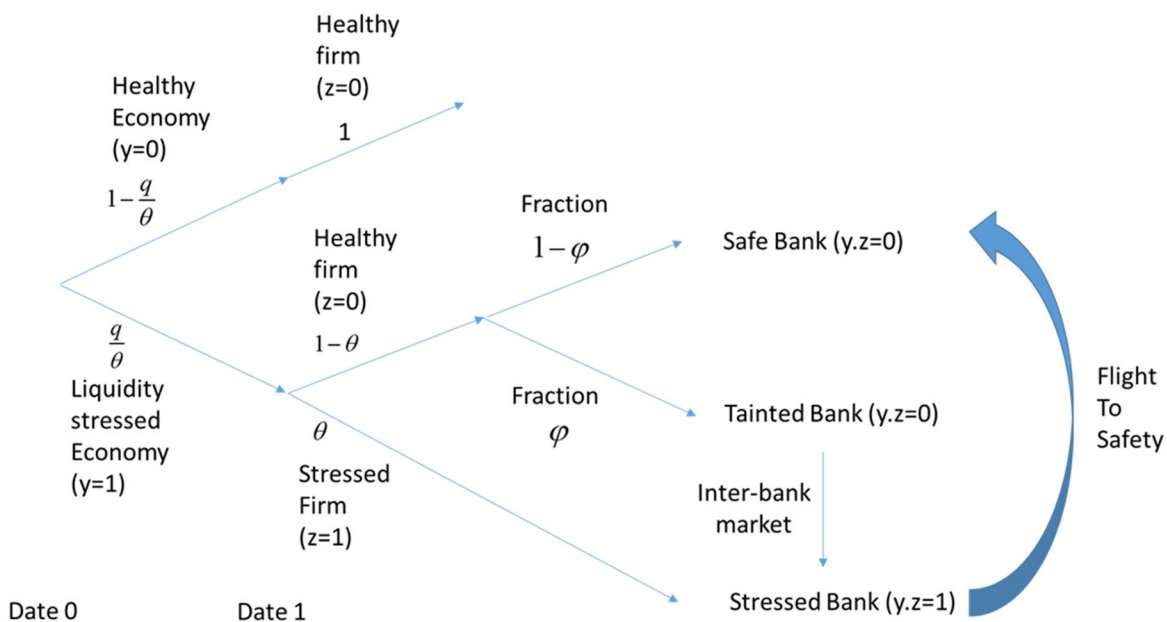 Healthy
firm
(z=0)
1
Healthy
Economy
(y=0)
1 − q/θ
Fraction
1−φ
Healthy
firm
(z=0)
1−θ
Safe Bank (y.z=0)
q/θ
Liquidity
stressed
Economy
(y=1)
Fraction
φ
Tainted Bank (y.z=0)
Flight
To
Safety
θ
Stressed
Firm
(z=1)
Inter-bank
market
Stressed Bank (y.z=1)
Date 0
Date 1